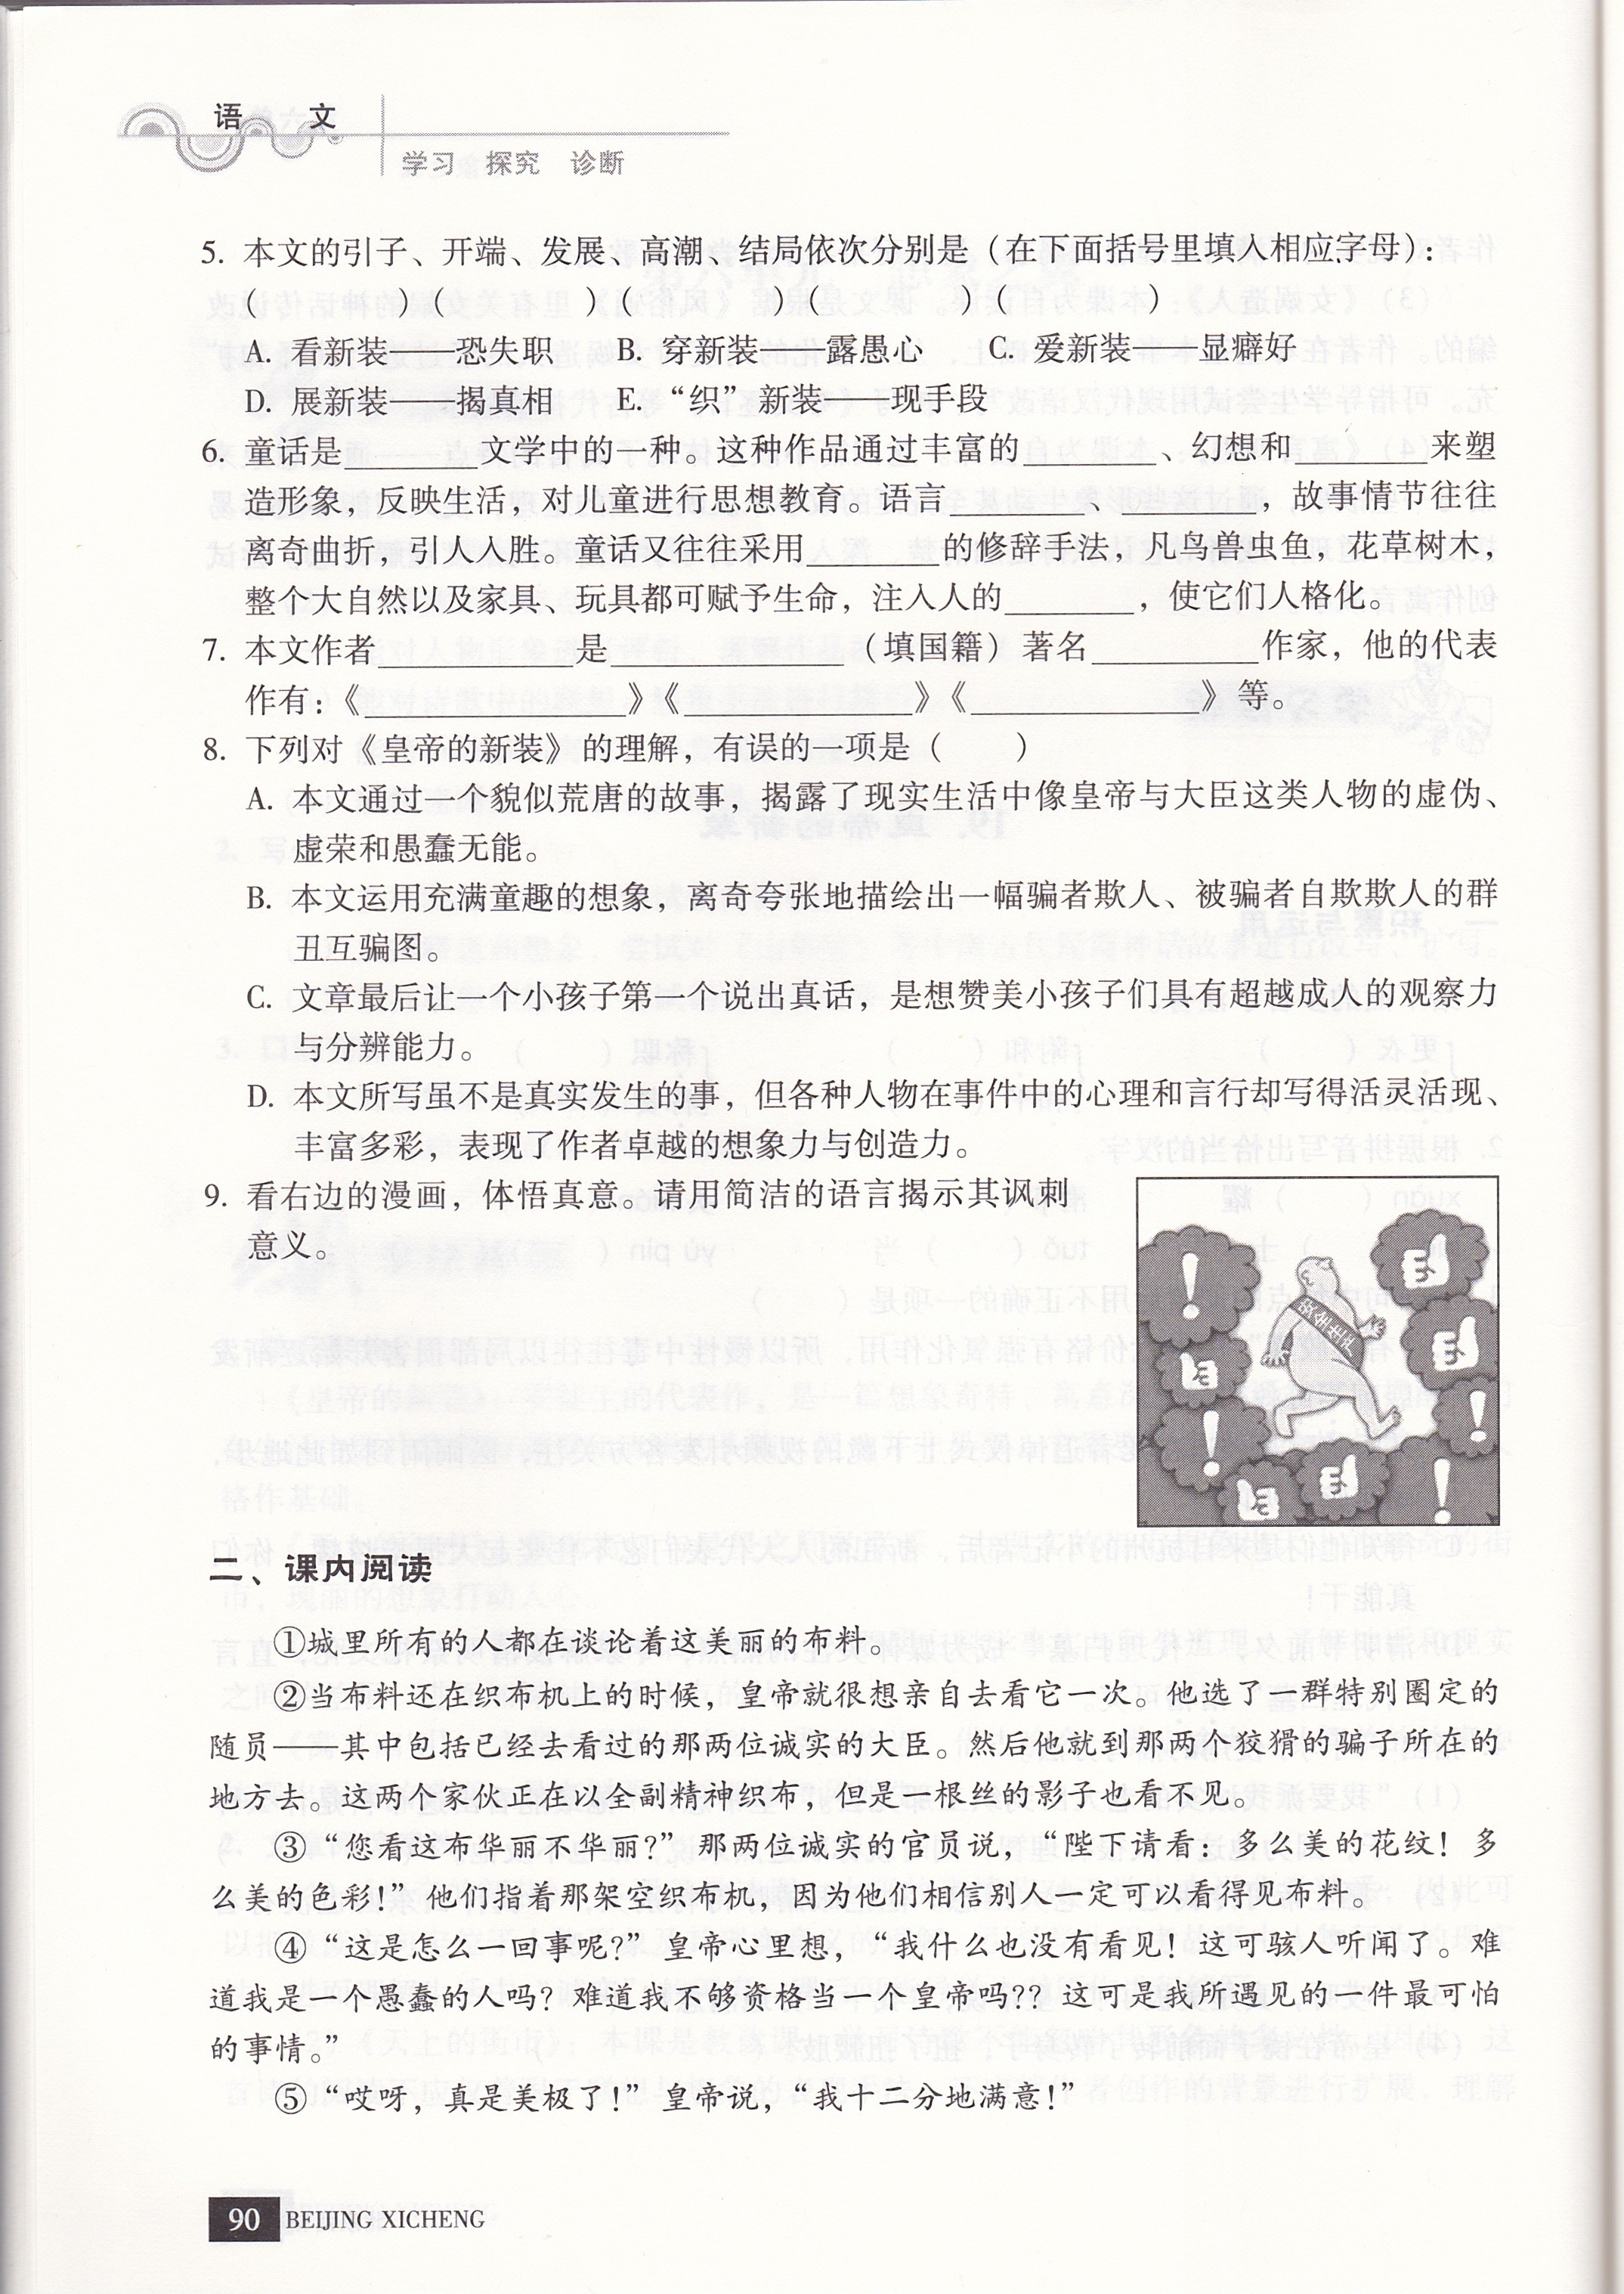 语 文
学习 探究 诊断
5. 本文的引子、开端、发展、高潮、结局依次分别是（在下面括号里填入相应字母）：
（ ）（ ）（ ）（ ）（ ）
A. 看新装——恐失职 B. 穿新装——露愚心 C. 爱新装——显癖好
D. 展新装——揭真相 E. “织”新装——现手段
6. 童话是________文学中的一种。这种作品通过丰富的________、幻想和________来塑
造形象，反映生活，对儿童进行思想教育。语言________、________，故事情节往往
离奇曲折，引人入胜。童话又往往采用________的修辞手法，凡鸟兽虫鱼，花草树木，
整个大自然以及家具、玩具都可赋予生命，注入人的________，使它们人格化。
7. 本文作者____________是______________（填国籍）著名__________作家，他的代表
作有：《________________》《______________》《______________》等。
8. 下列对《皇帝的新装》的理解，有误的一项是（ ）
A. 本文通过一个貌似荒唐的故事，揭露了现实生活中像皇帝与大臣这类人物的虚伪、
虚荣和愚蠢无能。
B. 本文运用充满童趣的想象，离奇夸张地描绘出一幅骗者欺人、被骗者自欺欺人的群
丑互骗图。
C. 文章最后让一个小孩子第一个说出真话，是想赞美小孩子们具有超越成人的观察力
与分辨能力。
D. 本文所写虽不是真实发生的事，但各种人物在事件中的心理和言行却写得活灵活现、
丰富多彩，表现了作者卓越的想象力与创造力。
9. 看右边的漫画，体悟真意。请用简洁的语言揭示其讽刺
意义。
安全生产
二、课内阅读
①城里所有的人都在谈论着这美丽的布料。
②当布料还在织布机上的时候，皇帝就很想亲自去看它一次。他选了一群特别圈定的
随员——其中包括已经去看过的那两位诚实的大臣。然后他就到那两个狡猾的骗子所在的
地方去。这两个家伙正在以全副精神织布，但是一根丝的影子也看不见。
③“您看这布华丽不华丽？”那两位诚实的官员说，“陛下请看：多么美的花纹！多
么美的色彩！”他们指着那架空织布机，因为他们相信别人一定可以看得见布料。
④“这是怎么一回事呢？”皇帝心里想，“我什么也没有看见！这可骇人听闻了。难
道我是一个愚蠢的人吗？难道我不够资格当一个皇帝吗？？这可是我所遇见的一件最可怕
的事情。”
⑤“哎呀，真是美极了！”皇帝说，“我十二分地满意！”
90 BEIJING XICHENG